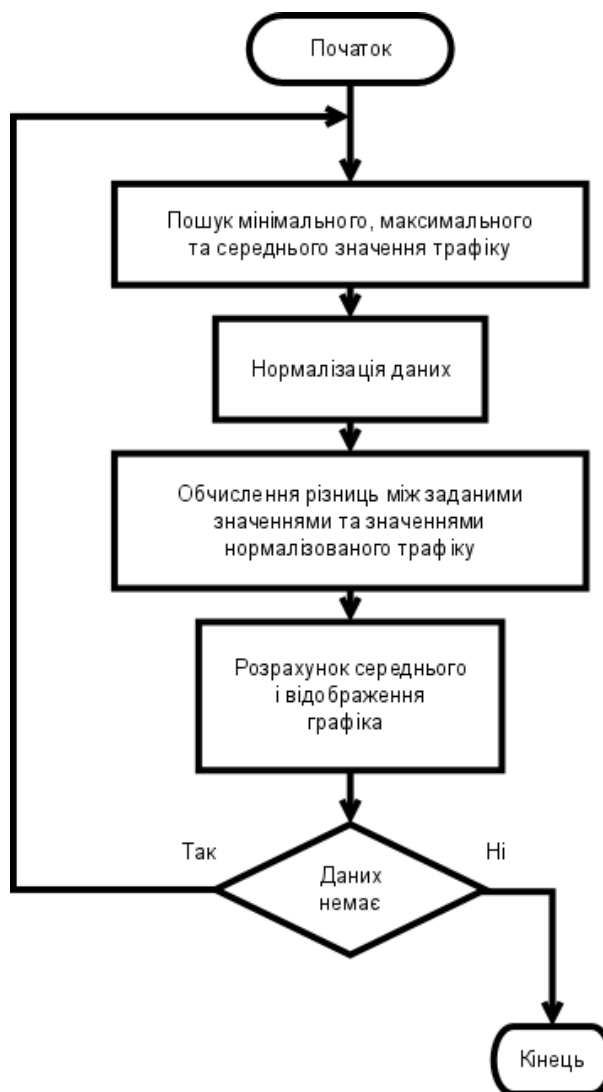 Початок
Пошук мінімального, максимального
та середнього значення трафіку
Нормалізація даних
Обчислення різниць між заданими
значеннями та значеннями
нормалізованого трафіку
Розрахунок середнього
і відображення
графіка
Так
Ні
Даних
немає
Кінець